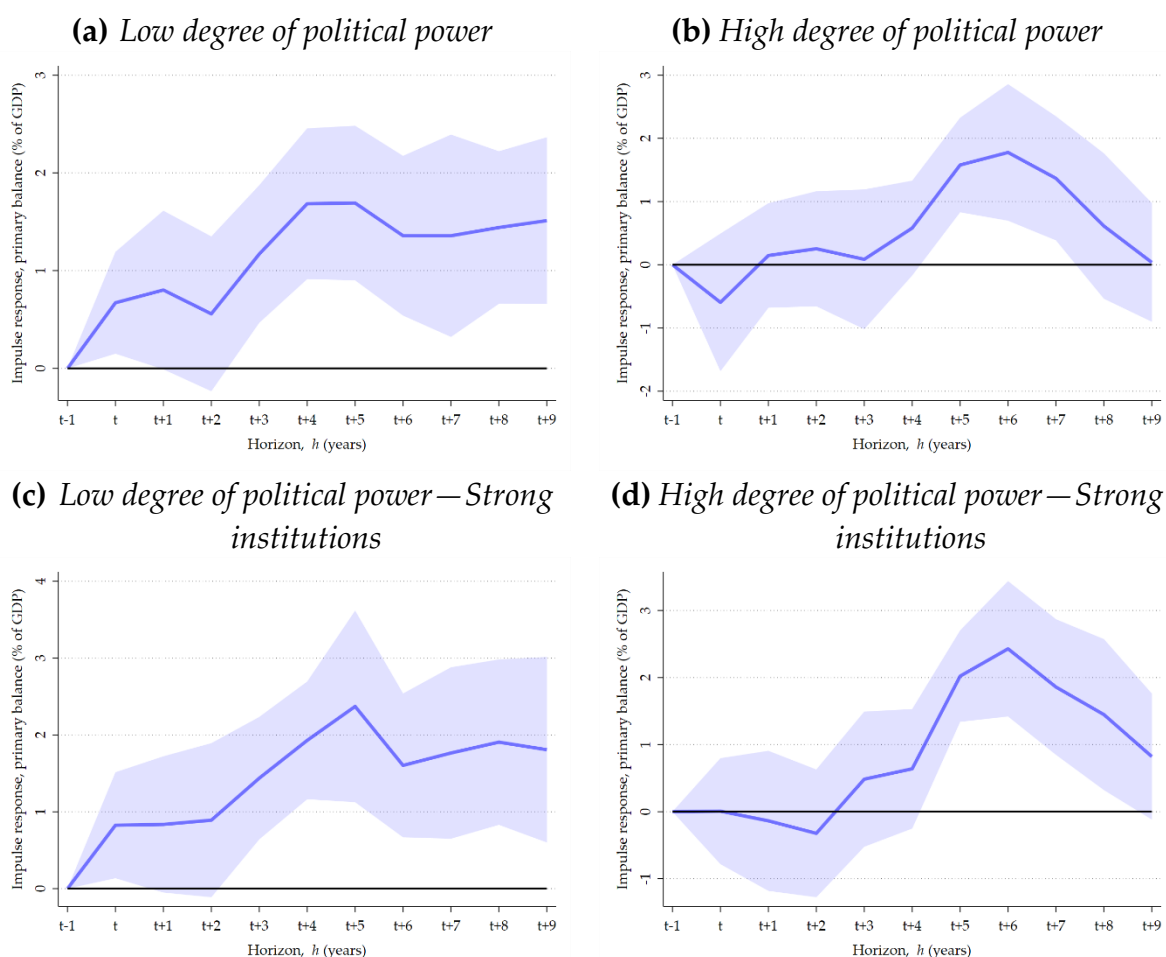 (a) Low degree of political power
Impulse response, primary balance (% of GDP)
3
2
1
0
t-1 t t+1 t+2 t+3 t+4 t+5 t+6 t+7 t+8 t+9
Horizon, h (years)
(b) High degree of political power
Impulse response, primary balance (% of GDP)
3
2
1
0
-1
-2
t-1 t t+1 t+2 t+3 t+4 t+5 t+6 t+7 t+8 t+9
Horizon, h (years)
(c) Low degree of political power—Strong
institutions
Impulse response, primary balance (% of GDP)
4
3
2
1
0
t-1 t t+1 t+2 t+3 t+4 t+5 t+6 t+7 t+8 t+9
Horizon, h (years)
(d) High degree of political power—Strong
institutions
Impulse response, primary balance (% of GDP)
3
2
1
0
-1
t-1 t t+1 t+2 t+3 t+4 t+5 t+6 t+7 t+8 t+9
Horizon, h (years)